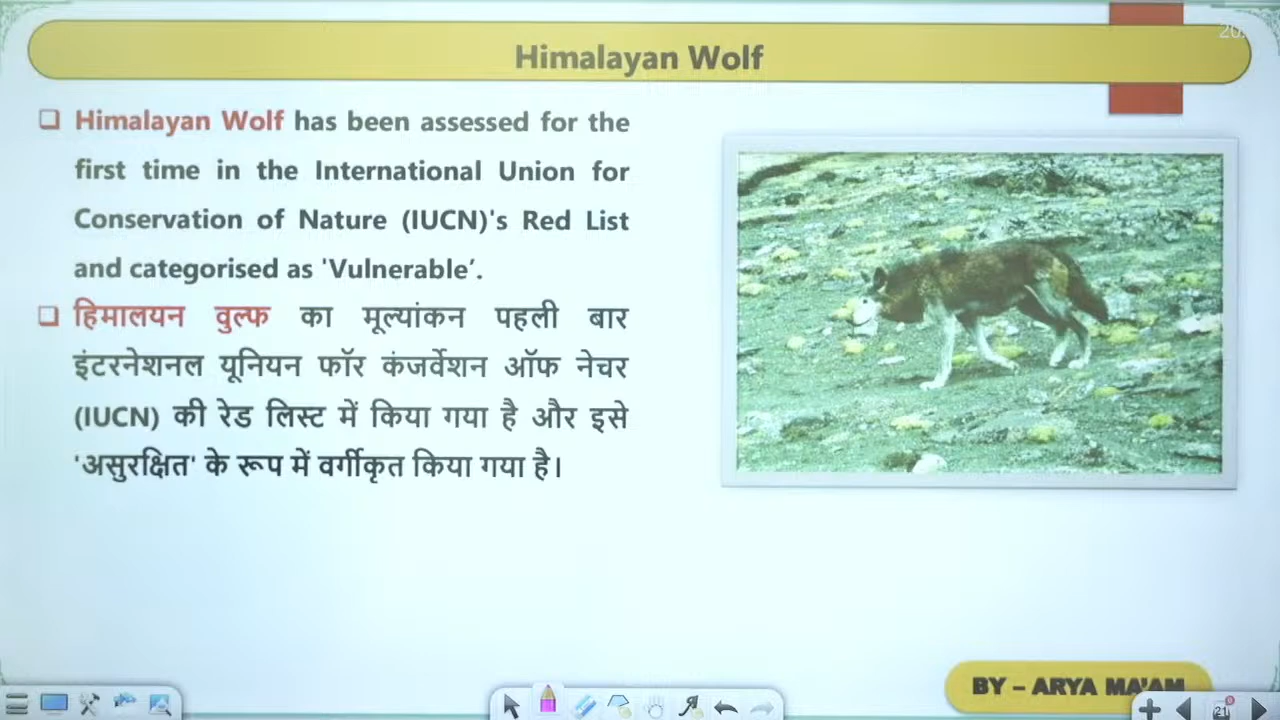 Himalayan Wolf
Himalayan Wolf has been assessed for the
first time in the International Union for
Conservation of Nature (IUCN)'s Red List
and categorised as 'Vulnerable’.
हिमालयन वुल्फ का मूल्यांकन पहली बार
इंटरनेशनल यूनियन फॉर कंजर्वेशन ऑफ नेचर
(IUCN) की रेड लिस्ट में किया गया है और इसे
'असुरक्षित' के रूप में वर्गीकृत किया गया है।
BY – ARYA MA'AM
21